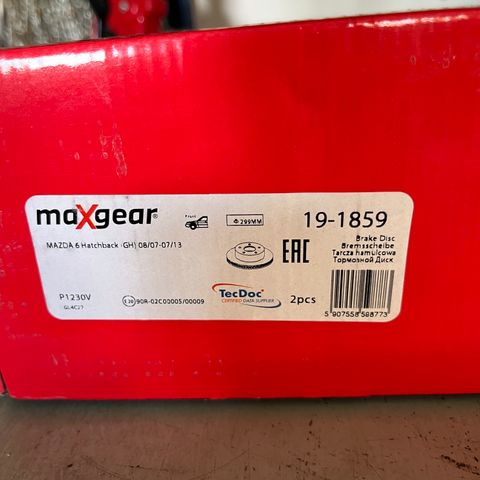 maXgear®
Front
Φ 299MM
19-1859
MAZDA 6 Hatchback (GH) 08/07-07/13
EAC
Brake Disc
Bremsscheibe
Tarcza hamulcowa
Тормозной Диск
P1230V
GL4C27
E20 90R-02C00005/00009
TecDoc
CERTIFIED DATA SUPPLIER
2pcs
5 907558 598773